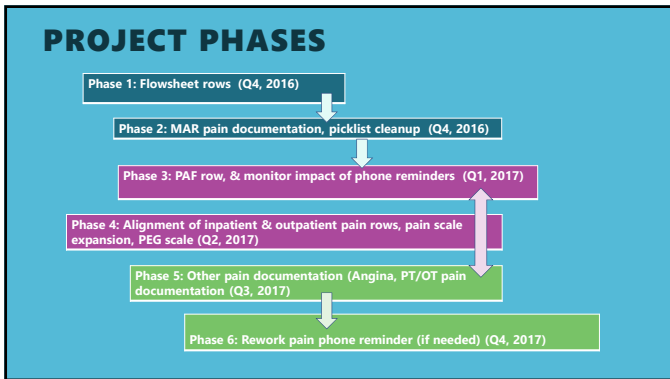 PROJECT PHASES
Phase 1: Flowsheet rows (Q4, 2016)
Phase 2: MAR pain documentation, picklist cleanup (Q4, 2016)
Phase 3: PAF row, & monitor impact of phone reminders (Q1, 2017)
Phase 4: Alignment of inpatient & outpatient pain rows, pain scale
expansion, PEG scale (Q2, 2017)
Phase 5: Other pain documentation (Angina, PT/OT pain
documentation (Q3, 2017)
Phase 6: Rework pain phone reminder (if needed) (Q4, 2017)